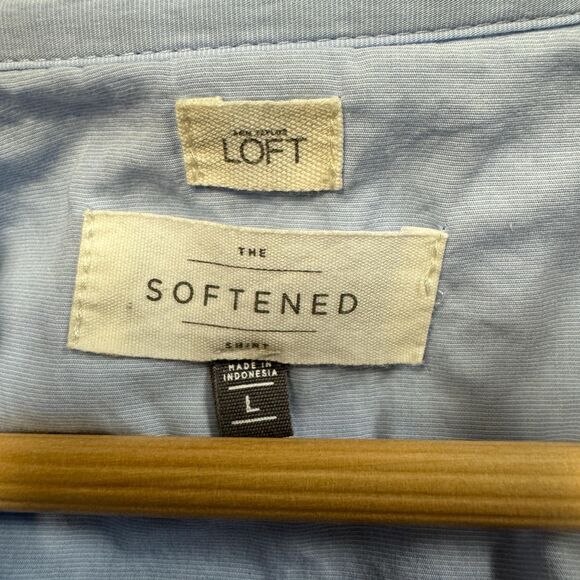 ANN TAYLOR
LOFT
THE
SOFTENED
SHIRT
MADE IN
INDONESIA
L